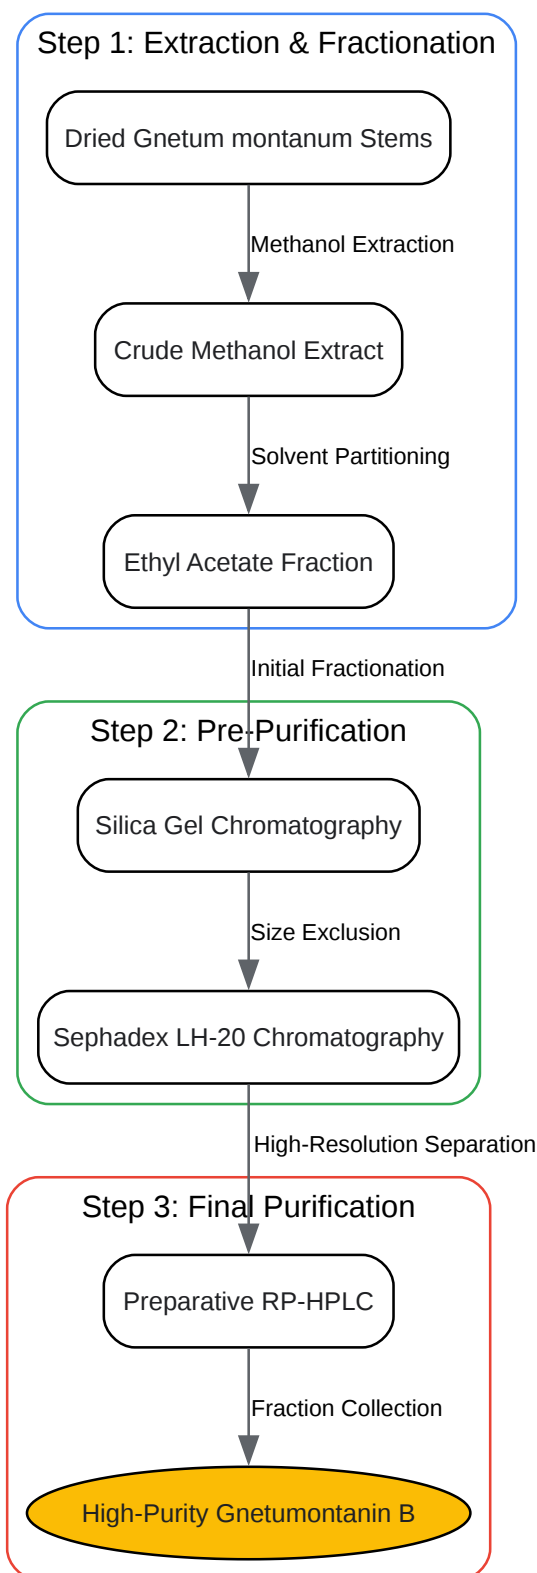 Step 1: Extraction & Fractionation
Dried Gnetum montanum Stems
Methanol Extraction
Crude Methanol Extract
Solvent Partitioning
Ethyl Acetate Fraction
Initial Fractionation
Step 2: Pre-Purification
Silica Gel Chromatography
Size Exclusion
Sephadex LH-20 Chromatography
High-Resolution Separation
Step 3: Final Purification
Preparative RP-HPLC
Fraction Collection
High-Purity Gnetumontanin B